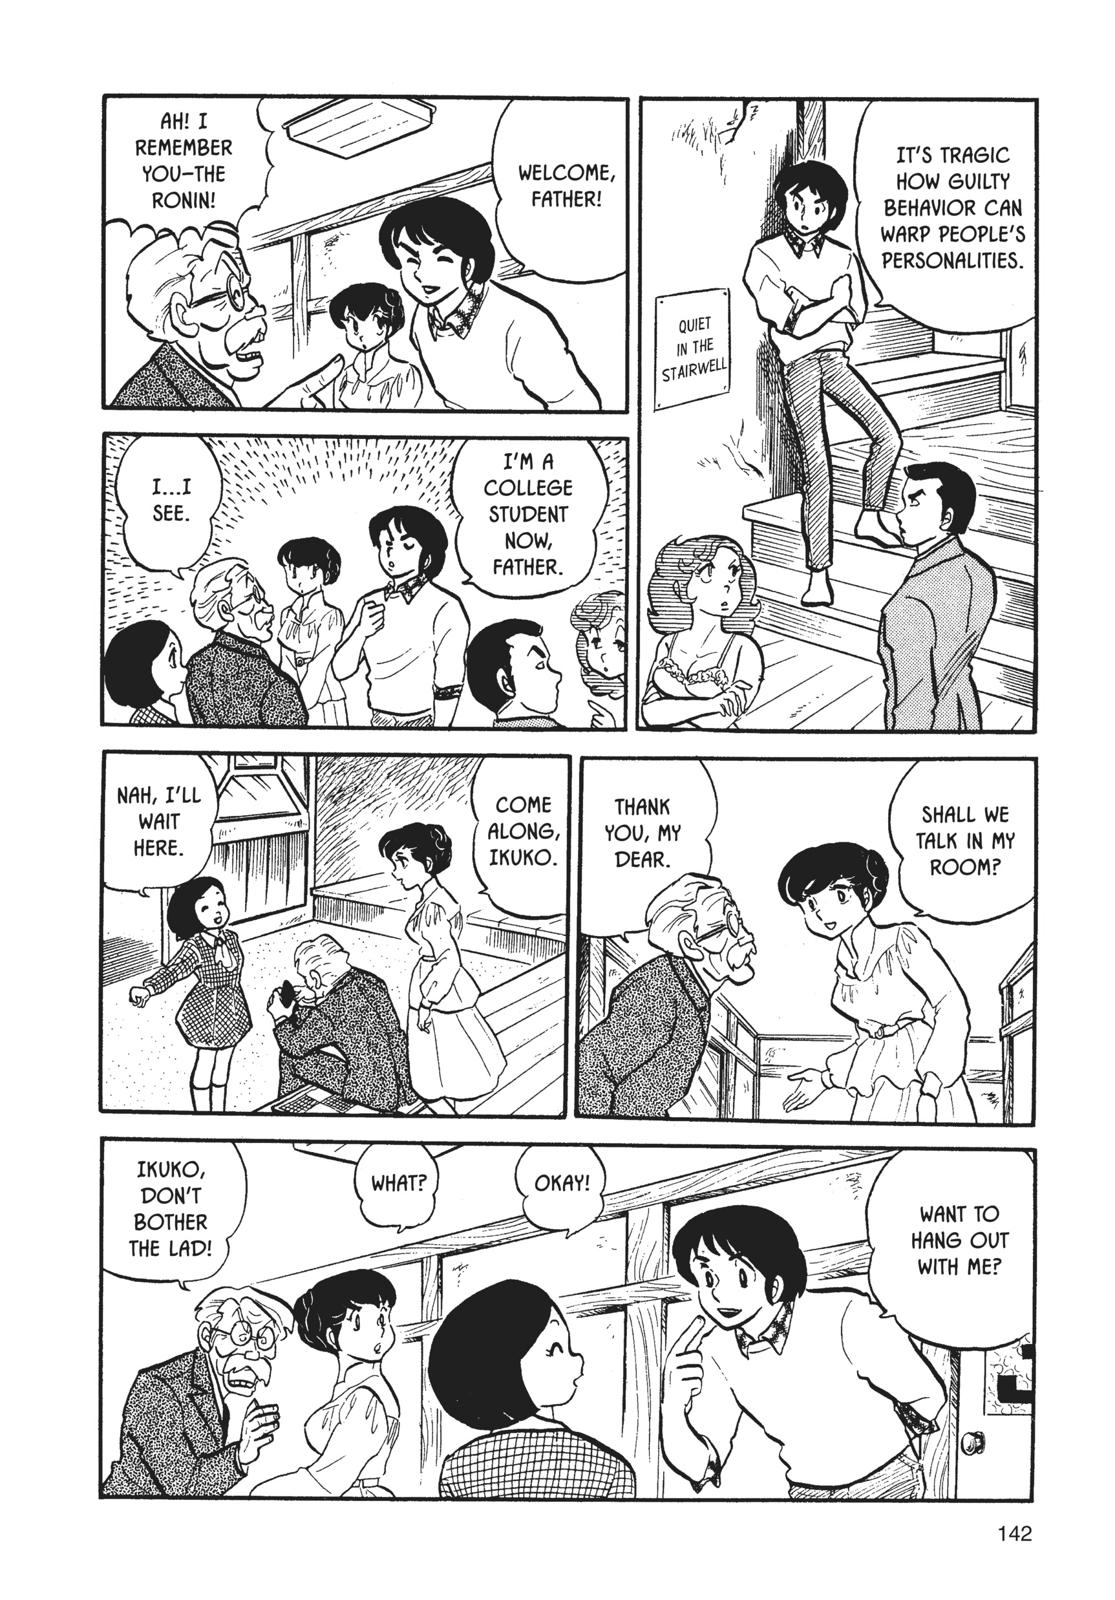 IT'S TRAGIC
HOW GUILTY
BEHAVIOR CAN
WARP PEOPLE'S
PERSONALITIES.
QUIET
IN THE
STAIRWELL
WELCOME,
FATHER!
AH! I
REMEMBER
YOU–THE
RONIN!
I'M A
COLLEGE
STUDENT
NOW,
FATHER.
I...I
SEE.
SHALL WE
TALK IN MY
ROOM?
THANK
YOU, MY
DEAR.
COME
ALONG,
IKUKO.
NAH, I'LL
WAIT
HERE.
WANT TO
HANG OUT
WITH ME?
OKAY!
WHAT?
IKUKO,
DON'T
BOTHER
THE LAD!
142